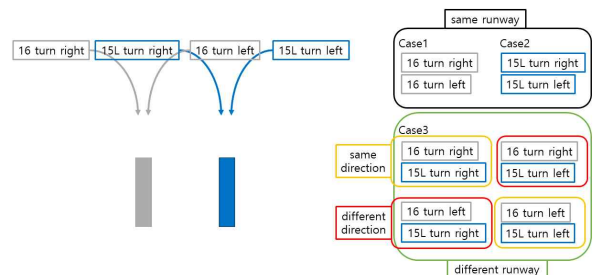 16 turn right
15L turn right
16 turn left
15L turn left
same runway
Case1
Case2
16 turn right
15L turn right
16 turn left
15L turn left
Case3
same
direction
16 turn right
15L turn right
16 turn right
15L turn left
different
direction
16 turn left
15L turn right
16 turn left
15L turn left
different runway